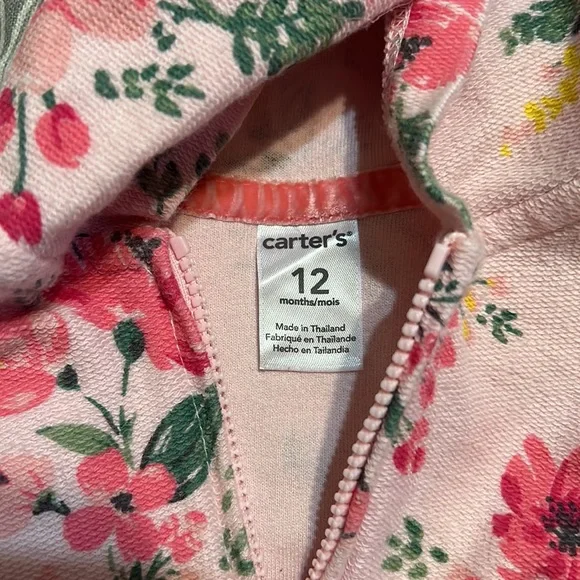 carter's®
12
months/mois
Made in Thailand
Fabriqué en Thaïlande
Hecho en Tailandia